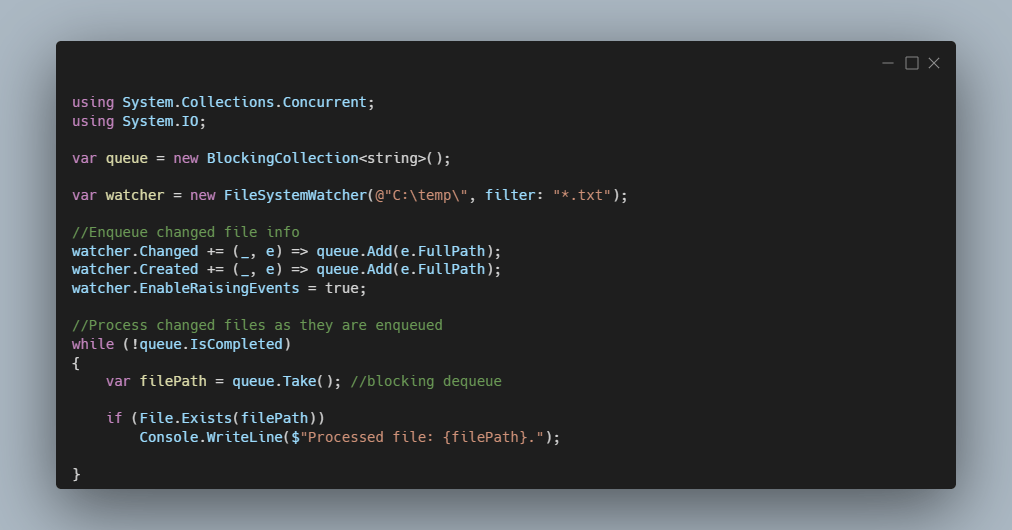 using System.Collections.Concurrent;
using System.IO;

var queue = new BlockingCollection<string>();

var watcher = new FileSystemWatcher(@"C:\temp\", filter: "*.txt");

//Enqueue changed file info
watcher.Changed += (_, e) => queue.Add(e.FullPath);
watcher.Created += (_, e) => queue.Add(e.FullPath);
watcher.EnableRaisingEvents = true;

//Process changed files as they are enqueued
while (!queue.IsCompleted)
{
    var filePath = queue.Take(); //blocking dequeue

    if (File.Exists(filePath))
        Console.WriteLine($"Processed file: {filePath}.");

}